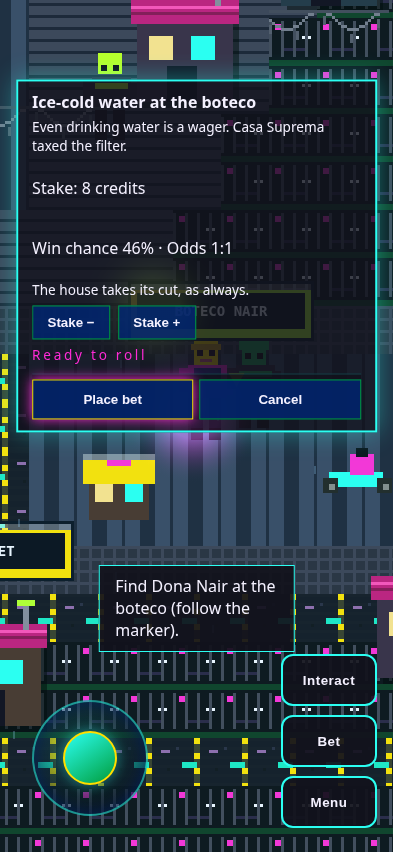 Ice-cold water at the boteco
Even drinking water is a wager. Casa Suprema
taxed the filter.
Stake: 8 credits
Win chance 46% · Odds 1:1
The house takes its cut, as always.
BOTECO NAIR
Stake −
Stake +
Ready to roll
Place bet
Cancel
ET
Find Dona Nair at the
boteco (follow the
marker).
Interact
Bet
Menu